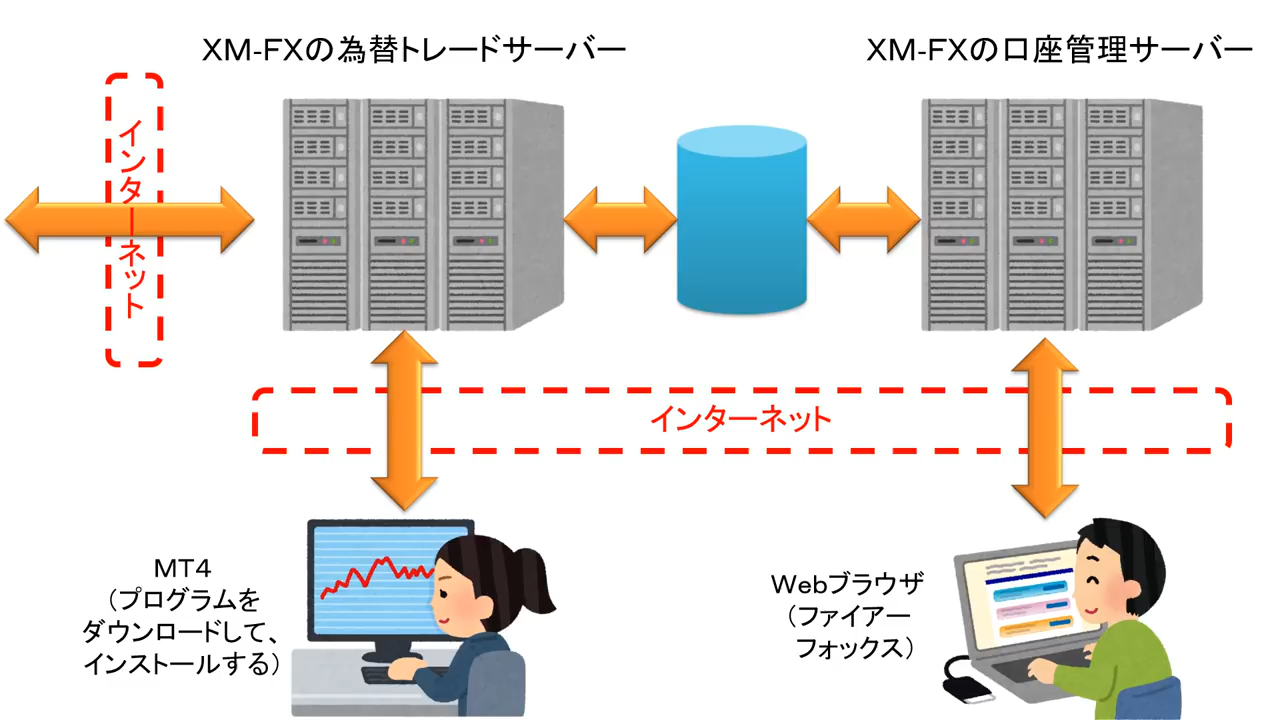 XM-FXの為替トレードサーバー
XM-FXの口座管理サーバー
インターネット
インターネット
MT4
（プログラムを
ダウンロードして、
インストールする）
Webブラウザ
（ファイアー
フォックス）